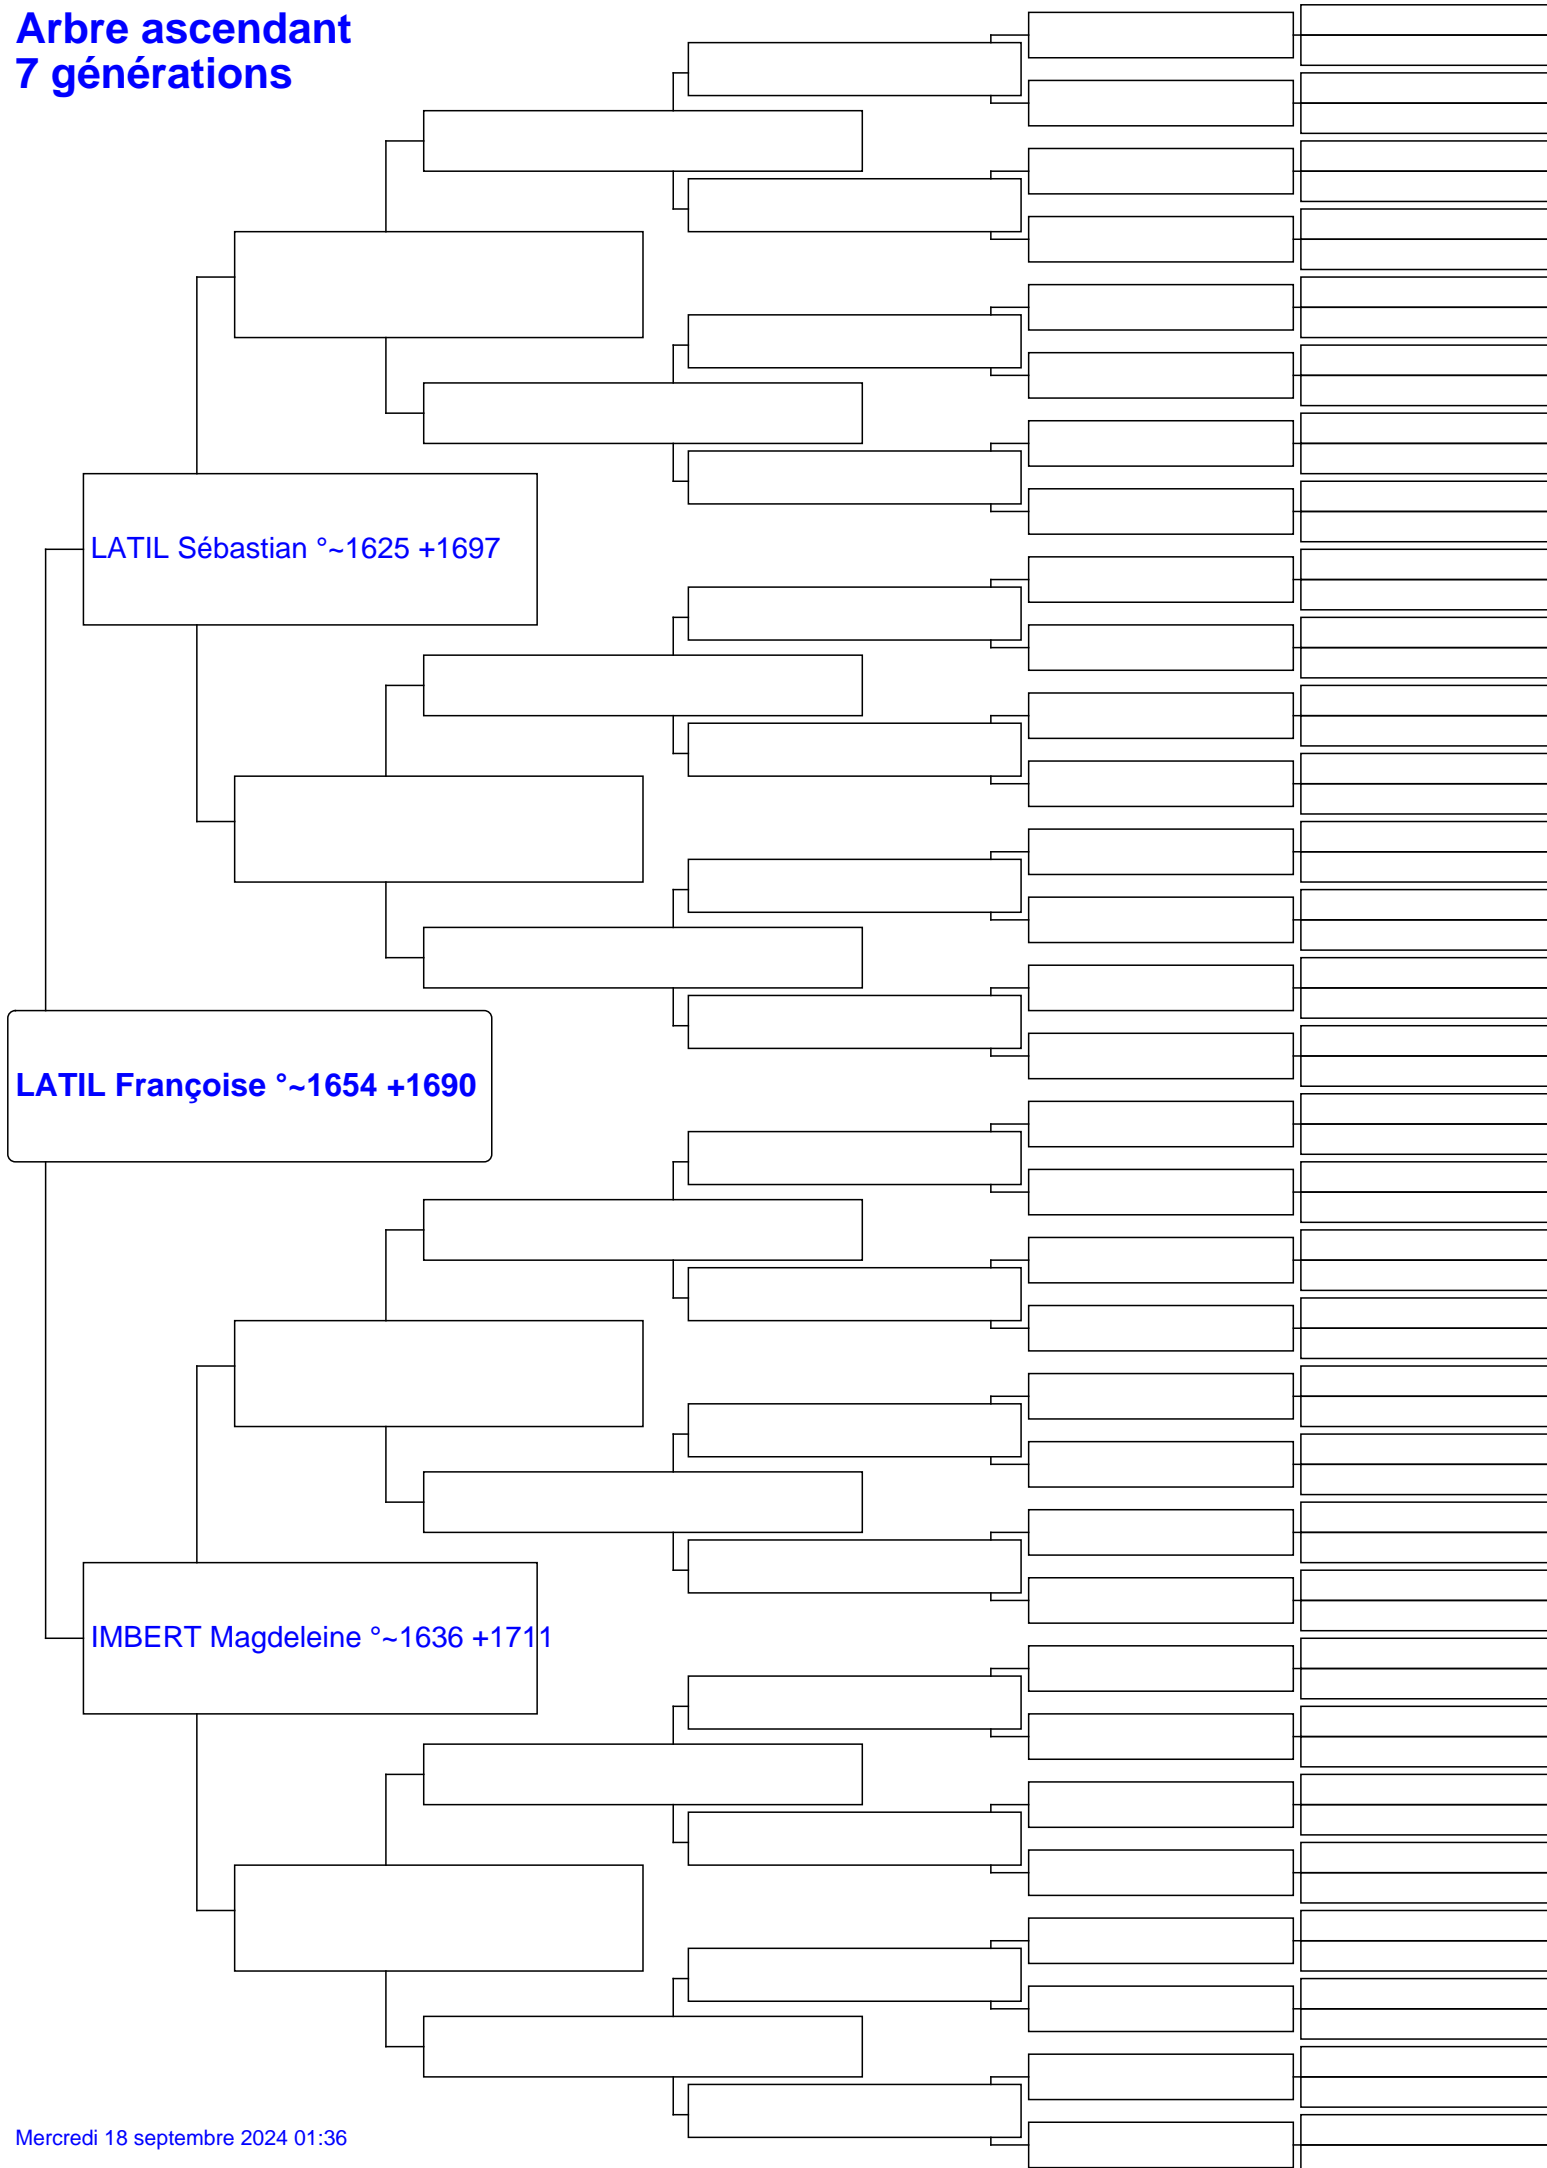 Arbre ascendant
7 générations
LATIL Sébastian °~1625 +1697
LATIL Françoise °~1654 +1690
IMBERT Magdeleine °~1636 +1711
Mercredi 18 septembre 2024 01:36